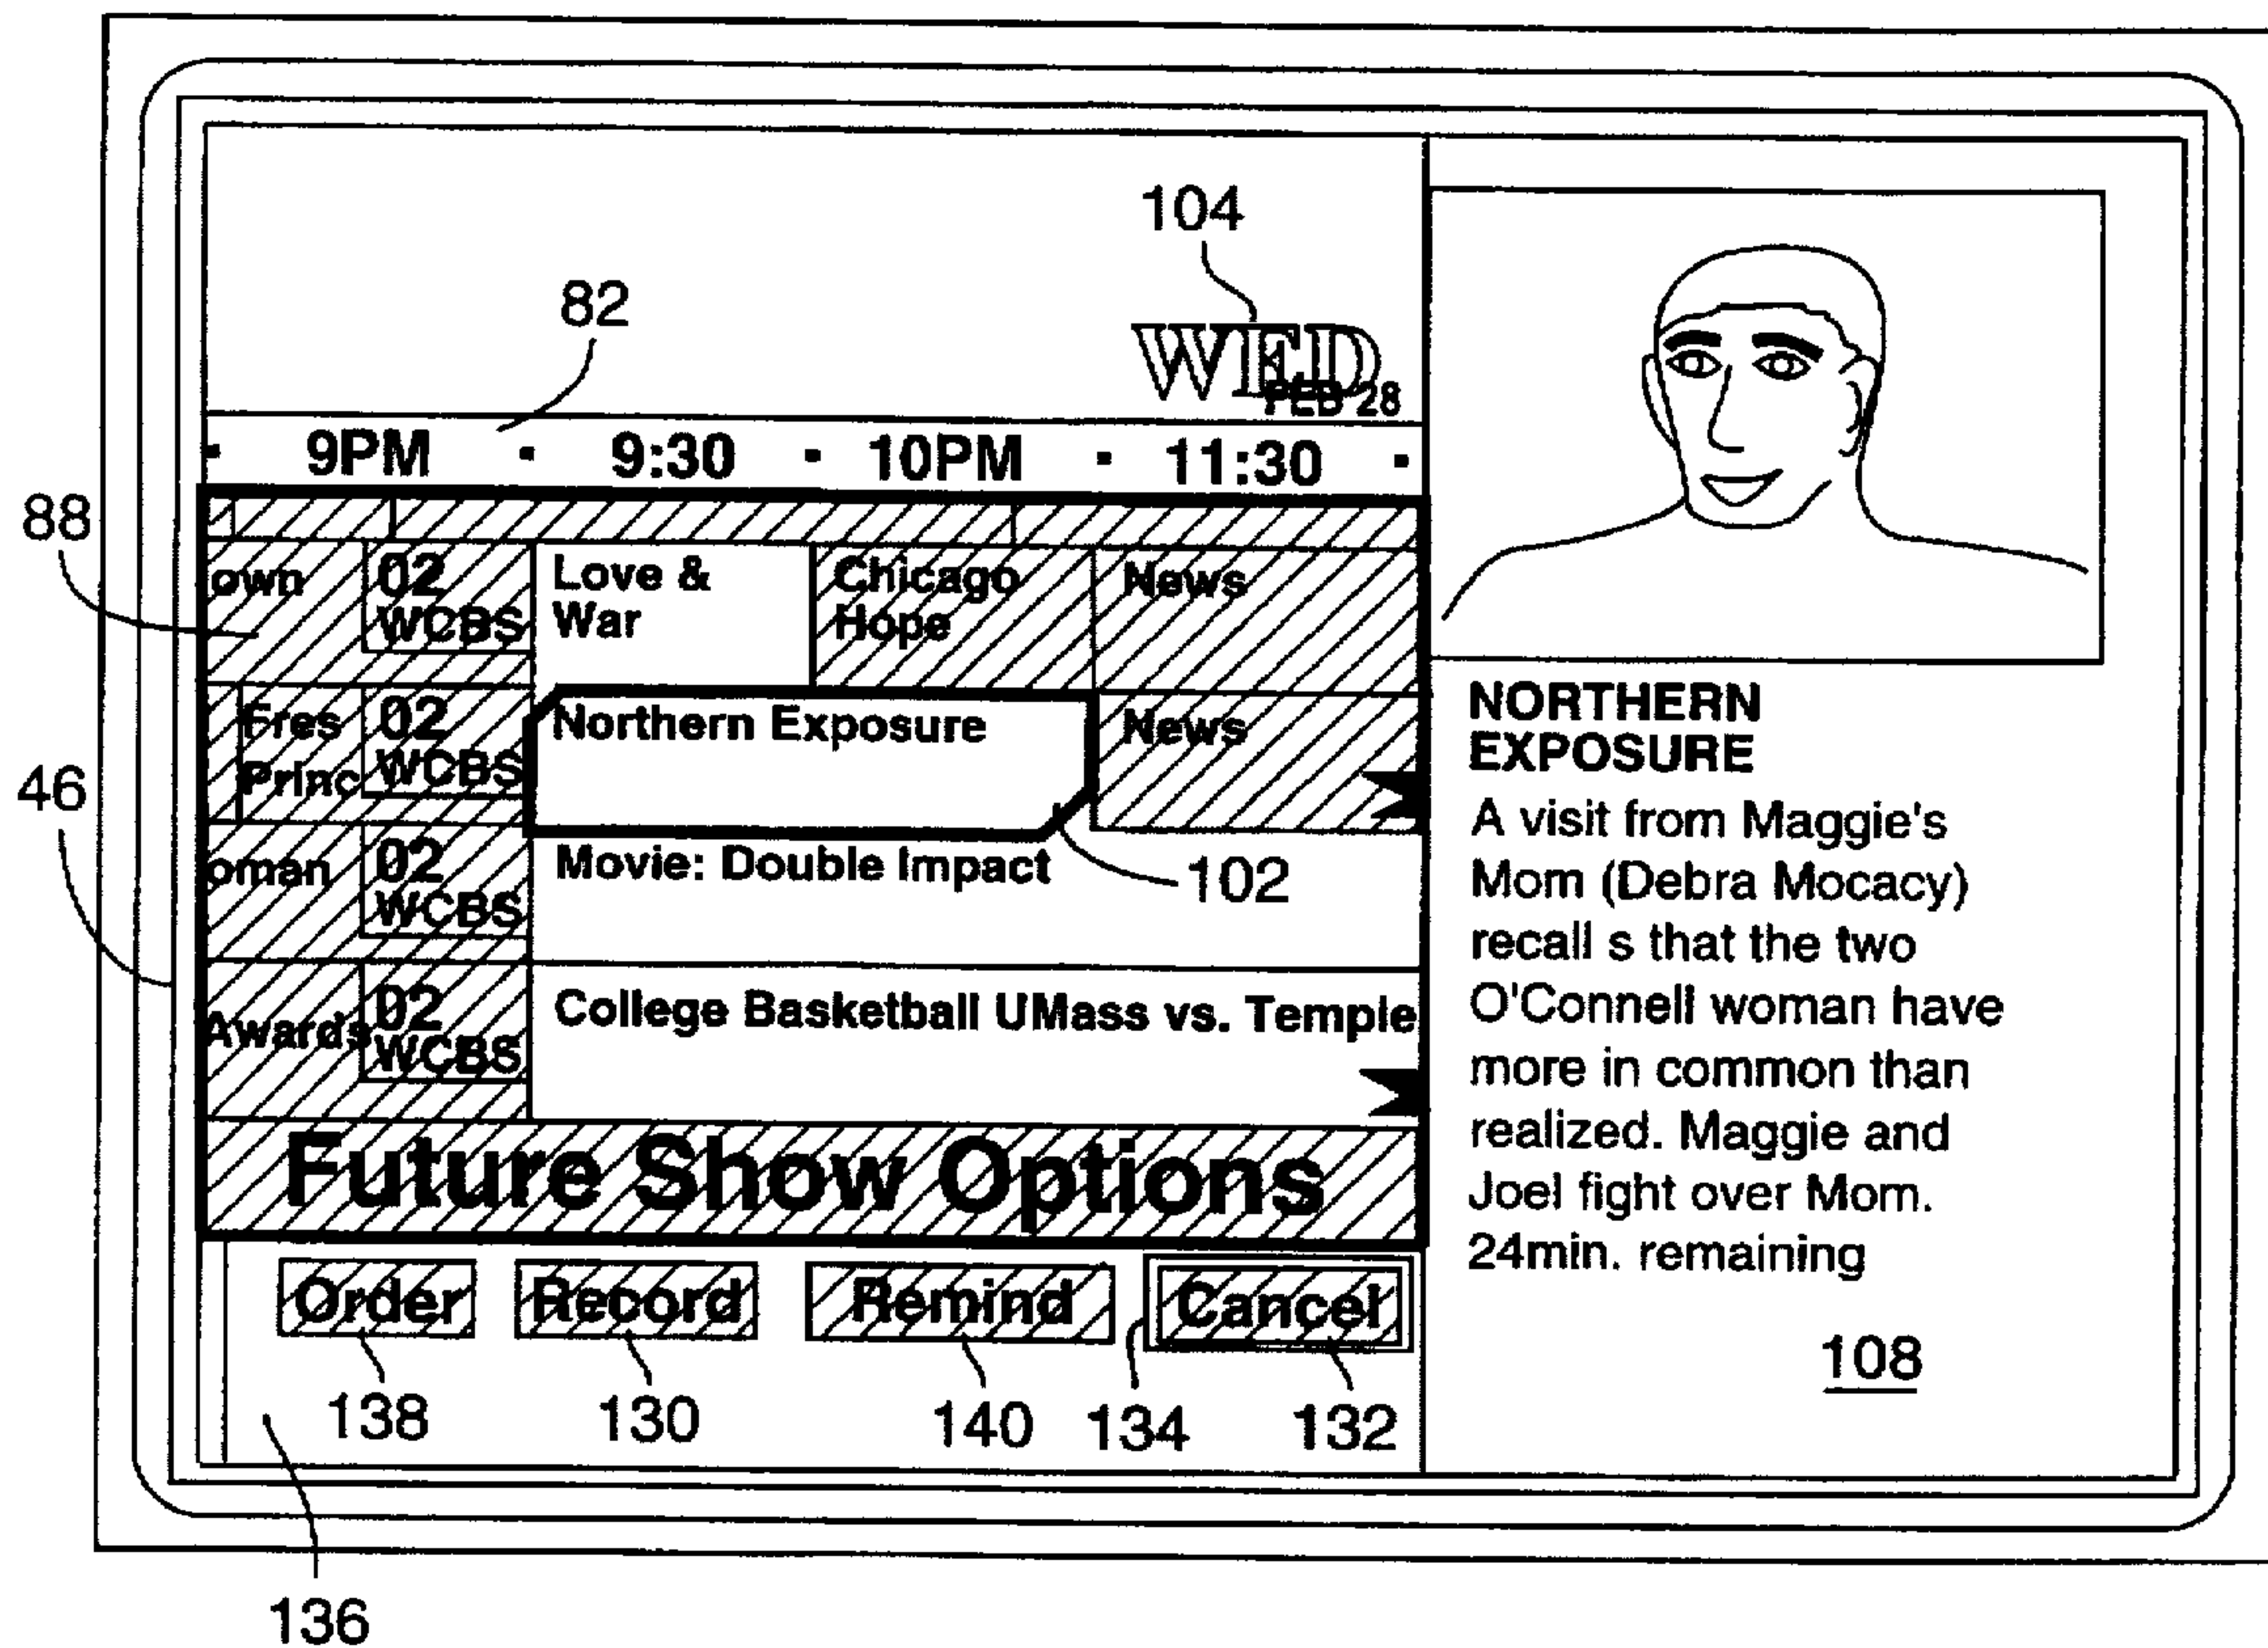 104
82
WED
FEB 28
9PM 9:30 10PM 11:30
88
own
02
WCBS
Love &
War
Chicago
Hope
News
Fres
Princ
02
WCBS
Northern Exposure
News
46
oman
02
WCBS
Movie: Double Impact
102
Awards
02
WCBS
College Basketball UMass vs. Temple
Future Show Options
Order Record Remind Cancel
138 130 140 134 132
136
NORTHERN
EXPOSURE
A visit from Maggie's
Mom (Debra Mocacy)
recall s that the two
O'Connell woman have
more in common than
realized. Maggie and
Joel fight over Mom.
24min. remaining
108